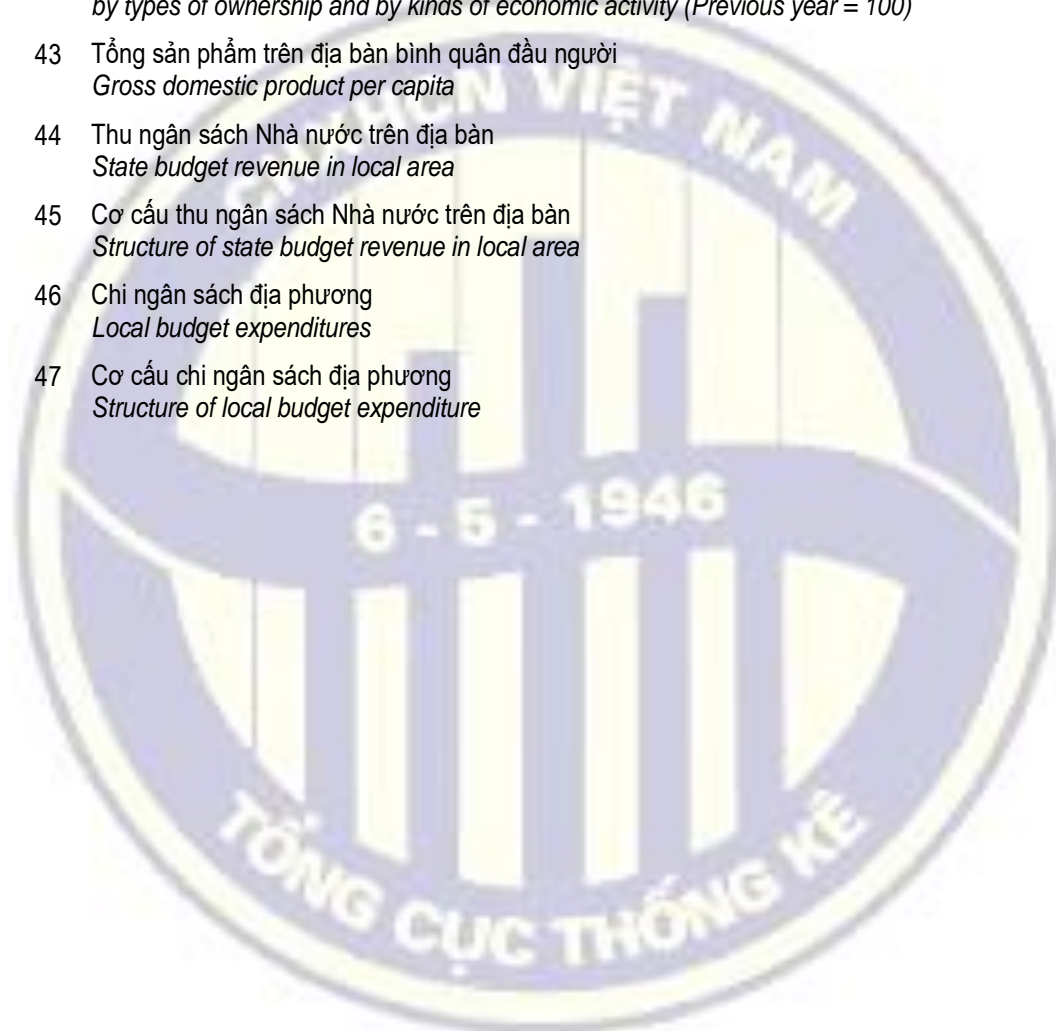 by types of ownership and by kinds of economic activity (Previous year = 100)
43 Tổng sản phẩm trên địa bàn bình quân đầu người
Gross domestic product per capita
44 Thu ngân sách Nhà nước trên địa bàn
State budget revenue in local area
45 Cơ cấu thu ngân sách Nhà nước trên địa bàn
Structure of state budget revenue in local area
46 Chi ngân sách địa phương
Local budget expenditures
47 Cơ cấu chi ngân sách địa phương
Structure of local budget expenditure
VIỆT NAM
6 - 5 - 1946
TỔNG CỤC THỐNG KÊ